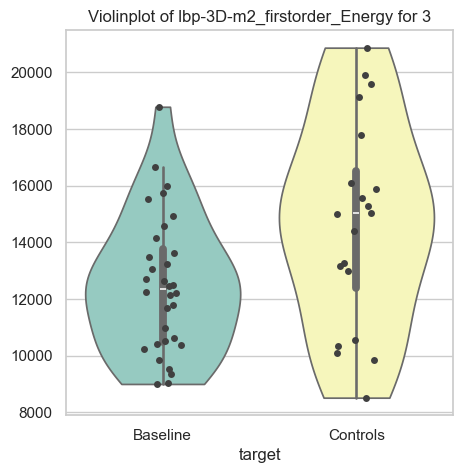 Violinplot of lbp-3D-m2_firstorder_Energy for 3
20000
18000
16000
14000
12000
10000
8000
Baseline
Controls
target